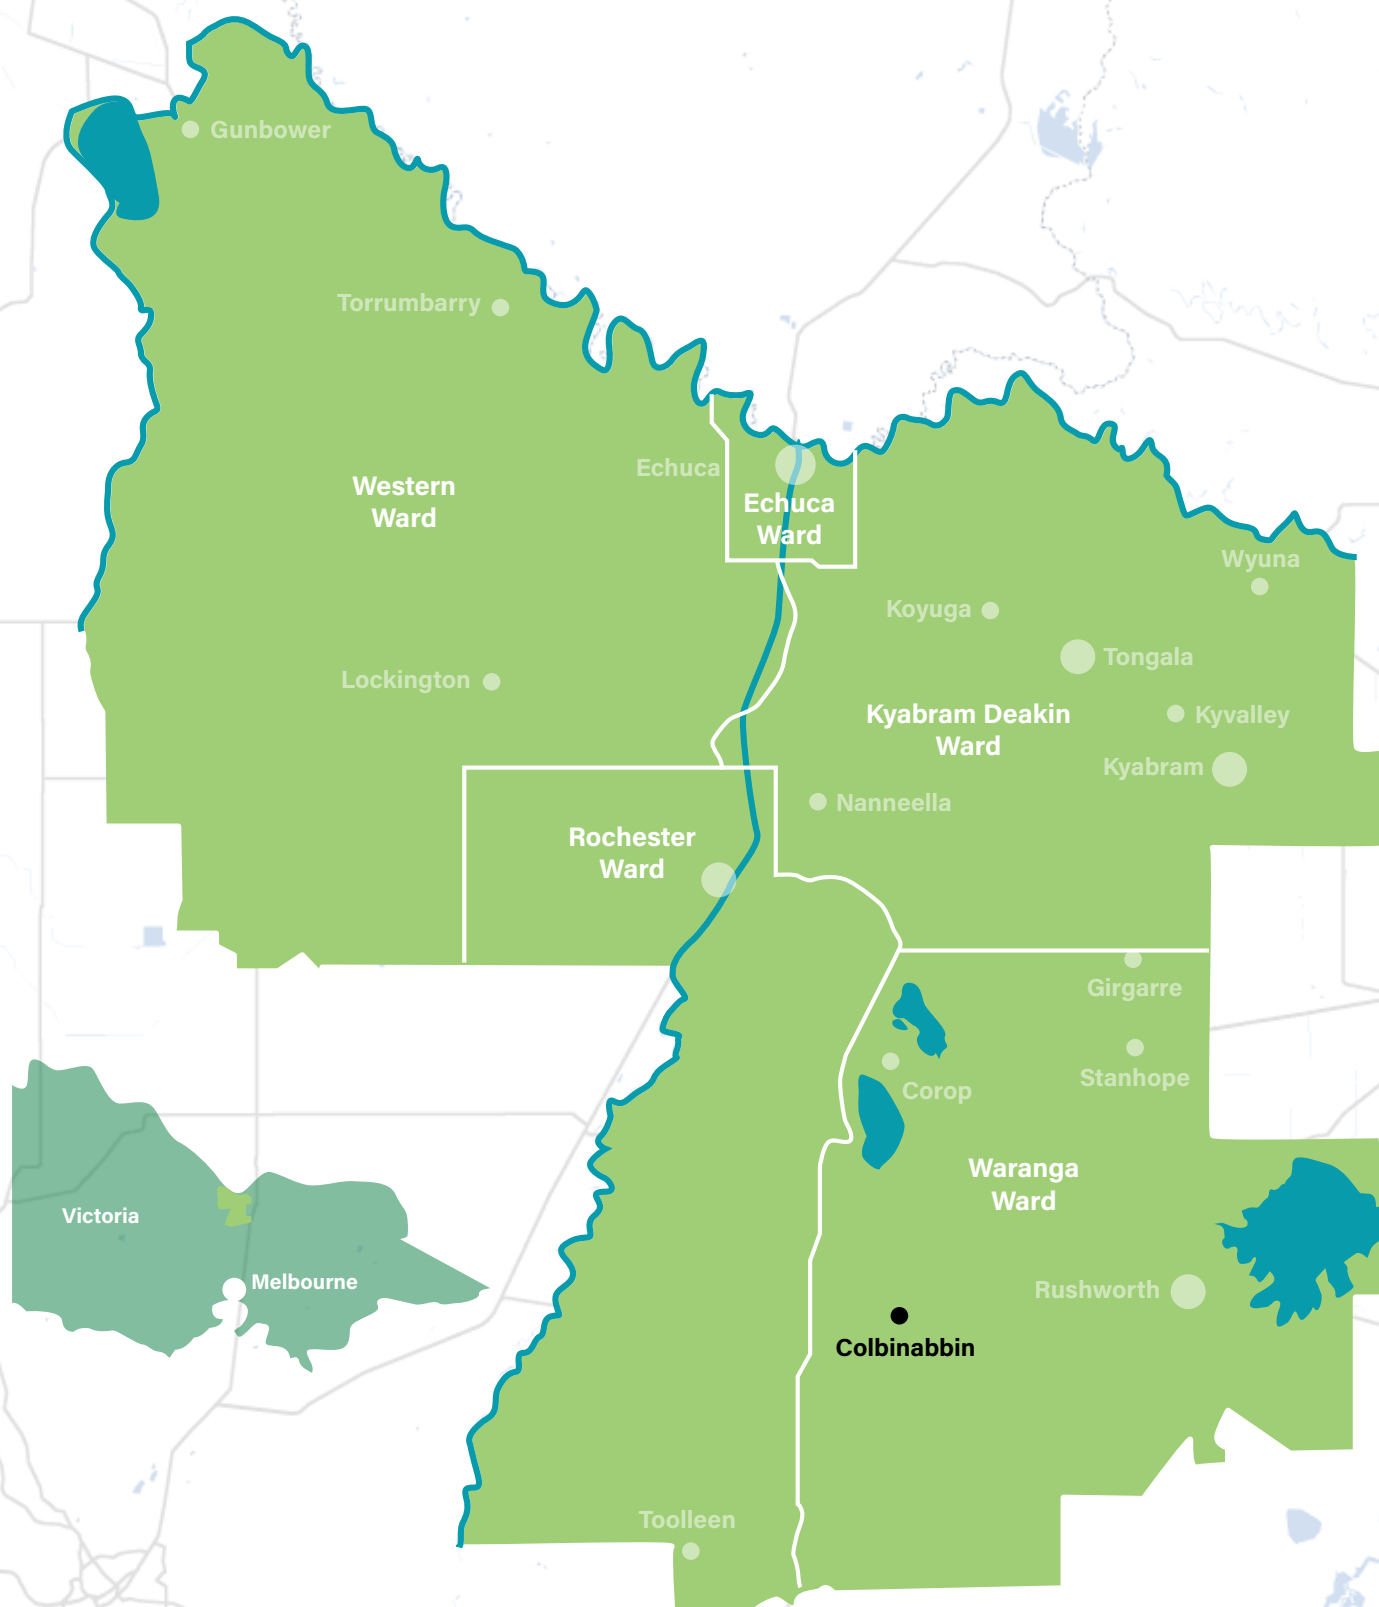 Gunbower
Torrumbarry
Echuca
Western
Ward
Echuca
Ward
Wyuna
Koyuga
Tongala
Lockington
Kyabram Deakin
Ward
Kyvalley
Kyabram
Nanneella
Rochester
Ward
Girgarre
Stanhope
Corop
Waranga
Ward
Victoria
Melbourne
Rushworth
Colbinabbin
Toolleen